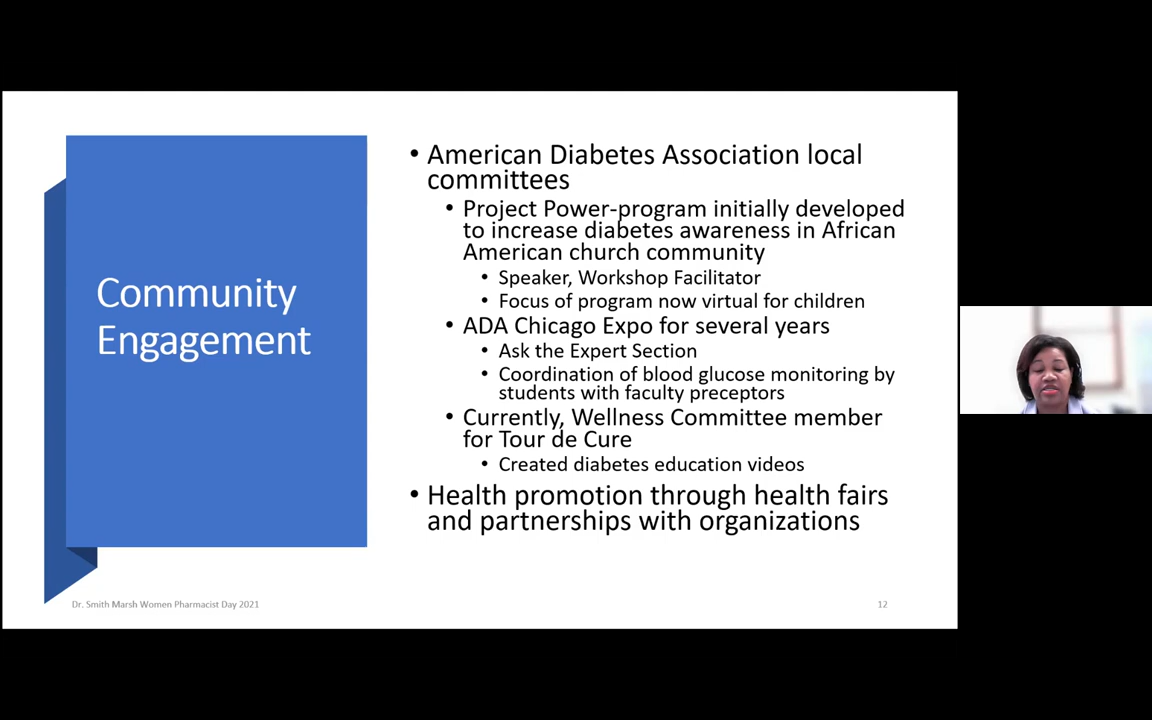 Community
Engagement
• American Diabetes Association local
committees
• Project Power-program initially developed
to increase diabetes awareness in African
American church community
• Speaker, Workshop Facilitator
• Focus of program now virtual for children
• ADA Chicago Expo for several years
• Ask the Expert Section
• Coordination of blood glucose monitoring by
students with faculty preceptors
• Currently, Wellness Committee member
for Tour de Cure
• Created diabetes education videos
• Health promotion through health fairs
and partnerships with organizations
Dr. Smith Marsh Women Pharmacist Day 2021
12